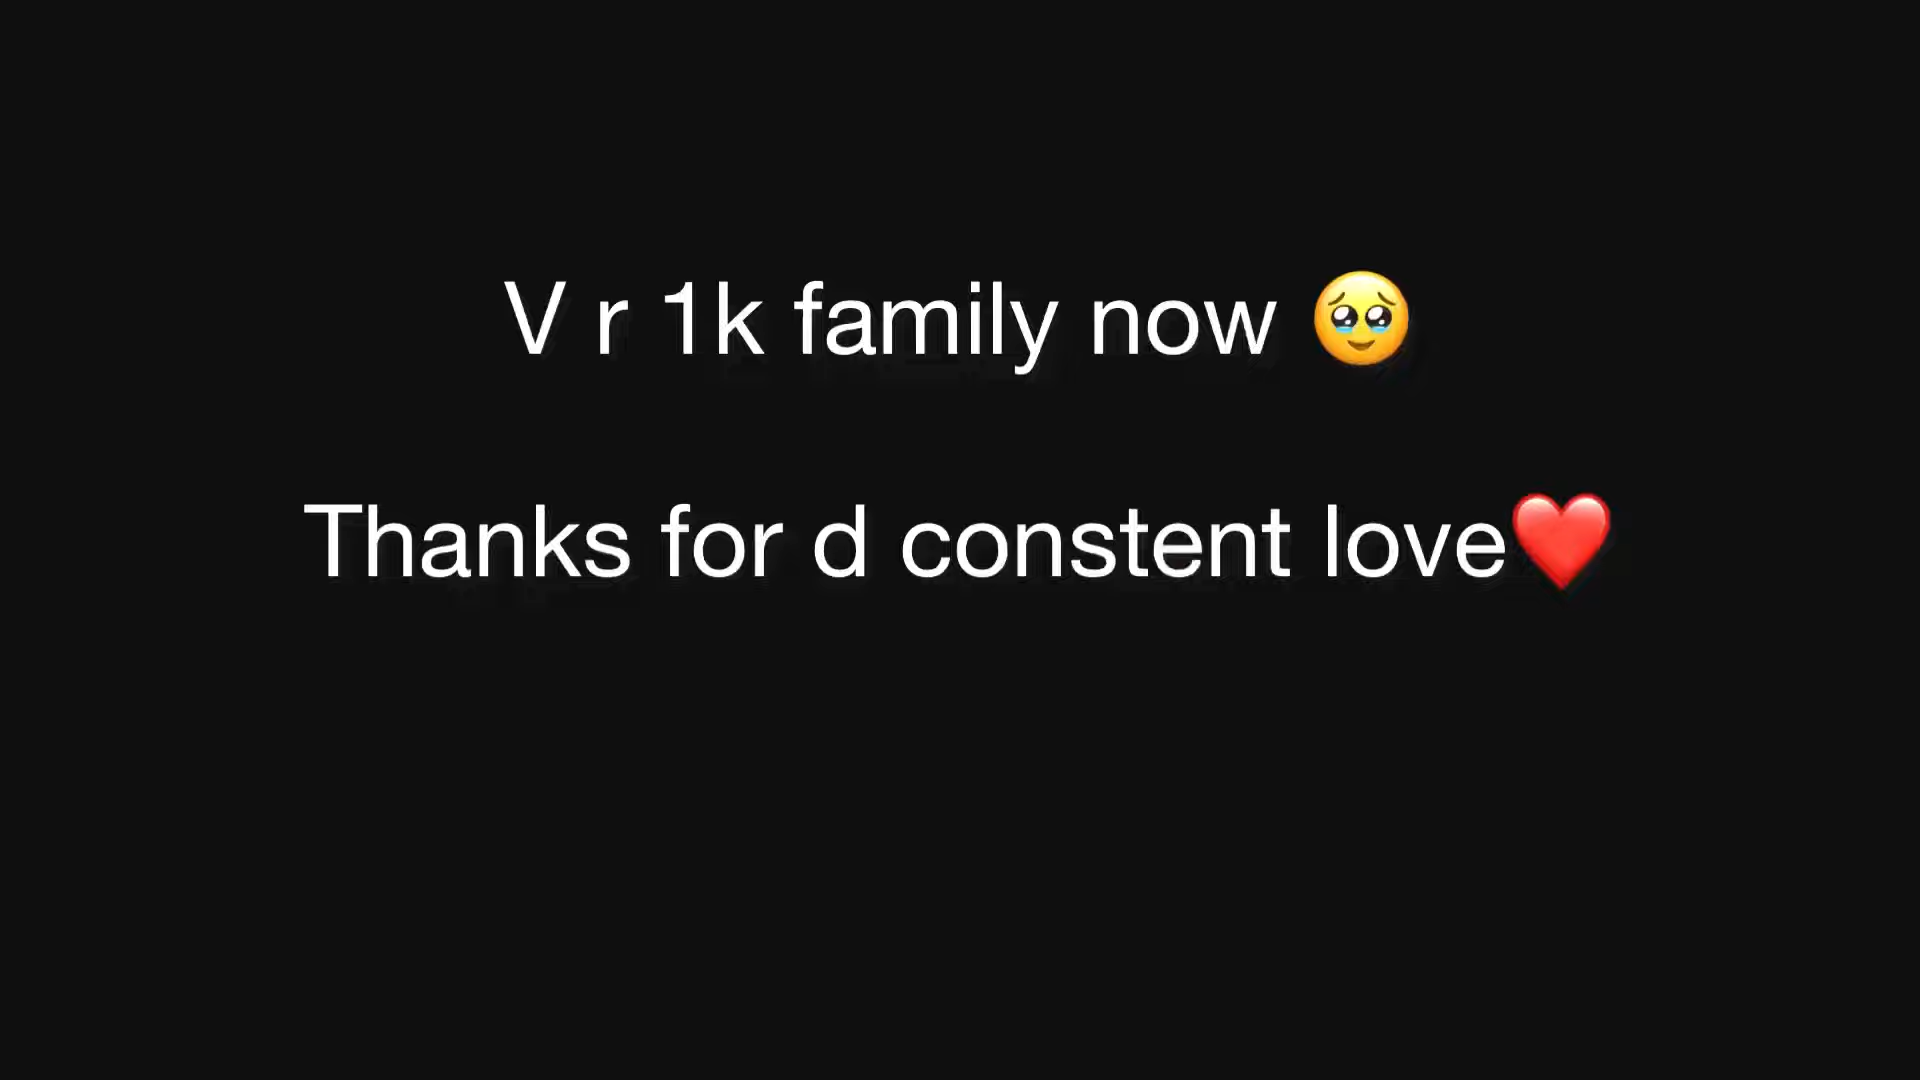 V r 1k family now 🥹
Thanks for d constent love❤️